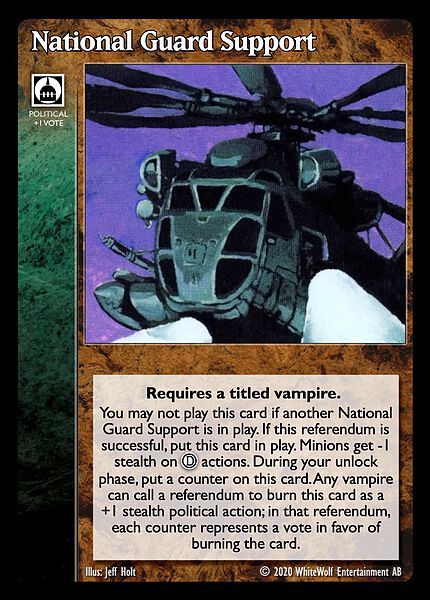 National Guard Support
POLITICAL
+1 VOTE
Requires a titled vampire.
You may not play this card if another National
Guard Support is in play. If this referendum is
successful, put this card in play. Minions get -1
stealth on Ⓓ actions. During your unlock
phase, put a counter on this card. Any vampire
can call a referendum to burn this card as a
+1 stealth political action; in that referendum,
each counter represents a vote in favor of
burning the card.
Illus: Jeff Holt
© 2020 WhiteWolf Entertainment AB